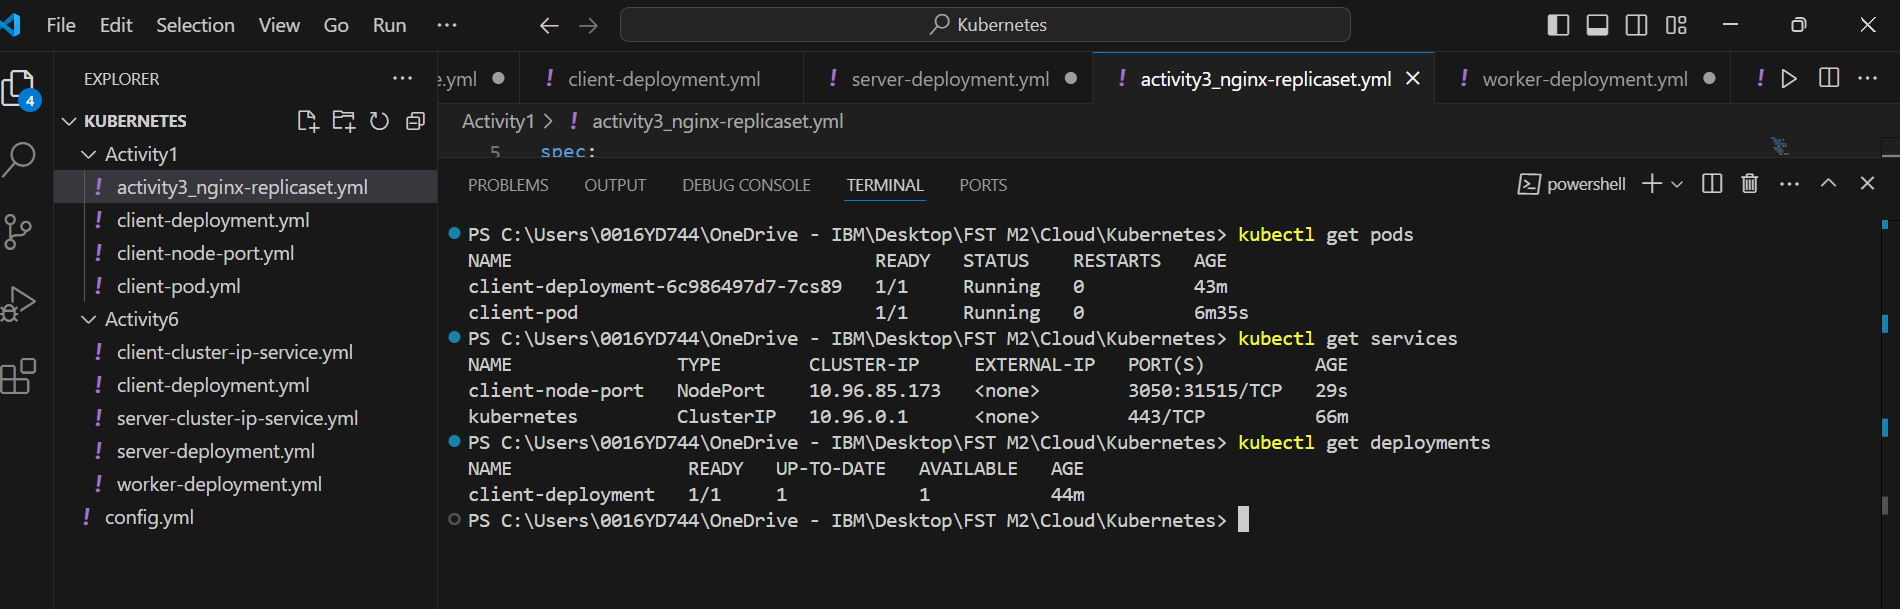 File Edit Selection View Go Run ··· Kubernetes
EXPLORER ···
e.yml client-deployment.yml server-deployment.yml activity3_nginx-replicaset.yml worker-deployment.yml ···
4
KUBERNETES
Activity1
activity3_nginx-replicaset.yml
client-deployment.yml
client-node-port.yml
client-pod.yml
Activity6
client-cluster-ip-service.yml
client-deployment.yml
server-cluster-ip-service.yml
server-deployment.yml
worker-deployment.yml
config.yml
Activity1 > activity3_nginx-replicaset.yml
5 spec:
PROBLEMS OUTPUT DEBUG CONSOLE TERMINAL PORTS powershell ···
PS C:\Users\0016YD744\OneDrive - IBM\Desktop\FST M2\Cloud\Kubernetes> kubectl get pods
NAME READY STATUS RESTARTS AGE
client-deployment-6c986497d7-7cs89 1/1 Running 0 43m
client-pod 1/1 Running 0 6m35s
PS C:\Users\0016YD744\OneDrive - IBM\Desktop\FST M2\Cloud\Kubernetes> kubectl get services
NAME TYPE CLUSTER-IP EXTERNAL-IP PORT(S) AGE
client-node-port NodePort 10.96.85.173 <none> 3050:31515/TCP 29s
kubernetes ClusterIP 10.96.0.1 <none> 443/TCP 66m
PS C:\Users\0016YD744\OneDrive - IBM\Desktop\FST M2\Cloud\Kubernetes> kubectl get deployments
NAME READY UP-TO-DATE AVAILABLE AGE
client-deployment 1/1 1 1 44m
PS C:\Users\0016YD744\OneDrive - IBM\Desktop\FST M2\Cloud\Kubernetes>